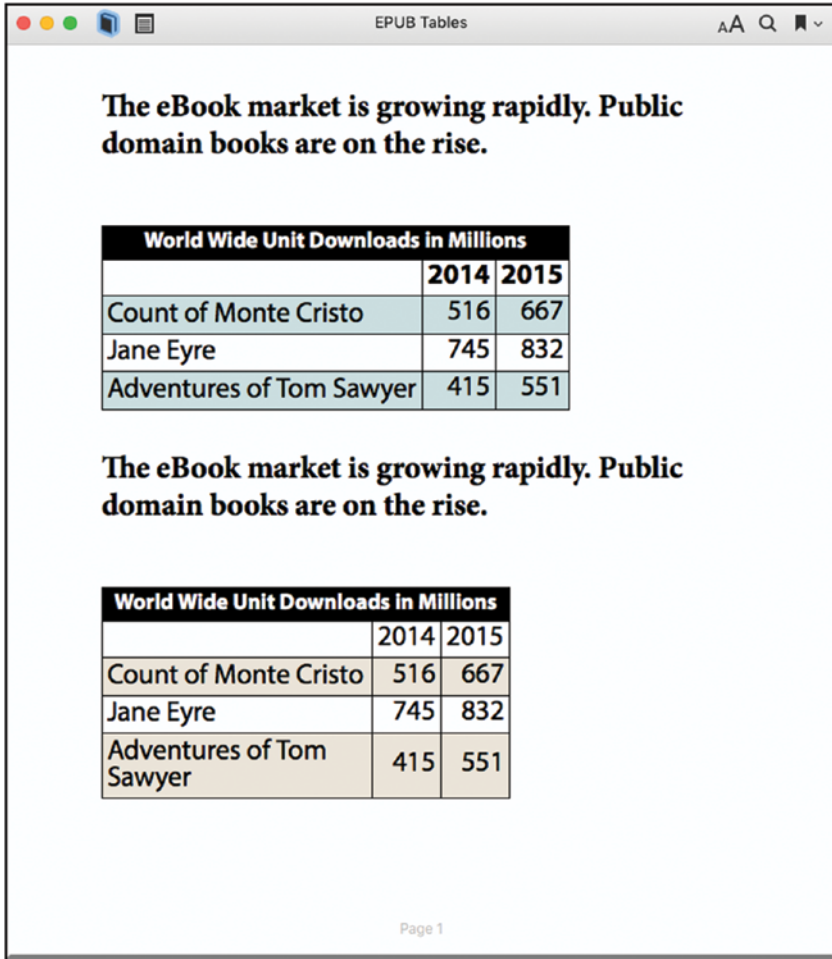 EPUB Tables
AA
The eBook market is growing rapidly. Public
domain books are on the rise.
World Wide Unit Downloads in Millions
2014 2015
Count of Monte Cristo 516 667
Jane Eyre 745 832
Adventures of Tom Sawyer 415 551
The eBook market is growing rapidly. Public
domain books are on the rise.
World Wide Unit Downloads in Millions
2014 2015
Count of Monte Cristo 516 667
Jane Eyre 745 832
Adventures of Tom
Sawyer 415 551
Page 1